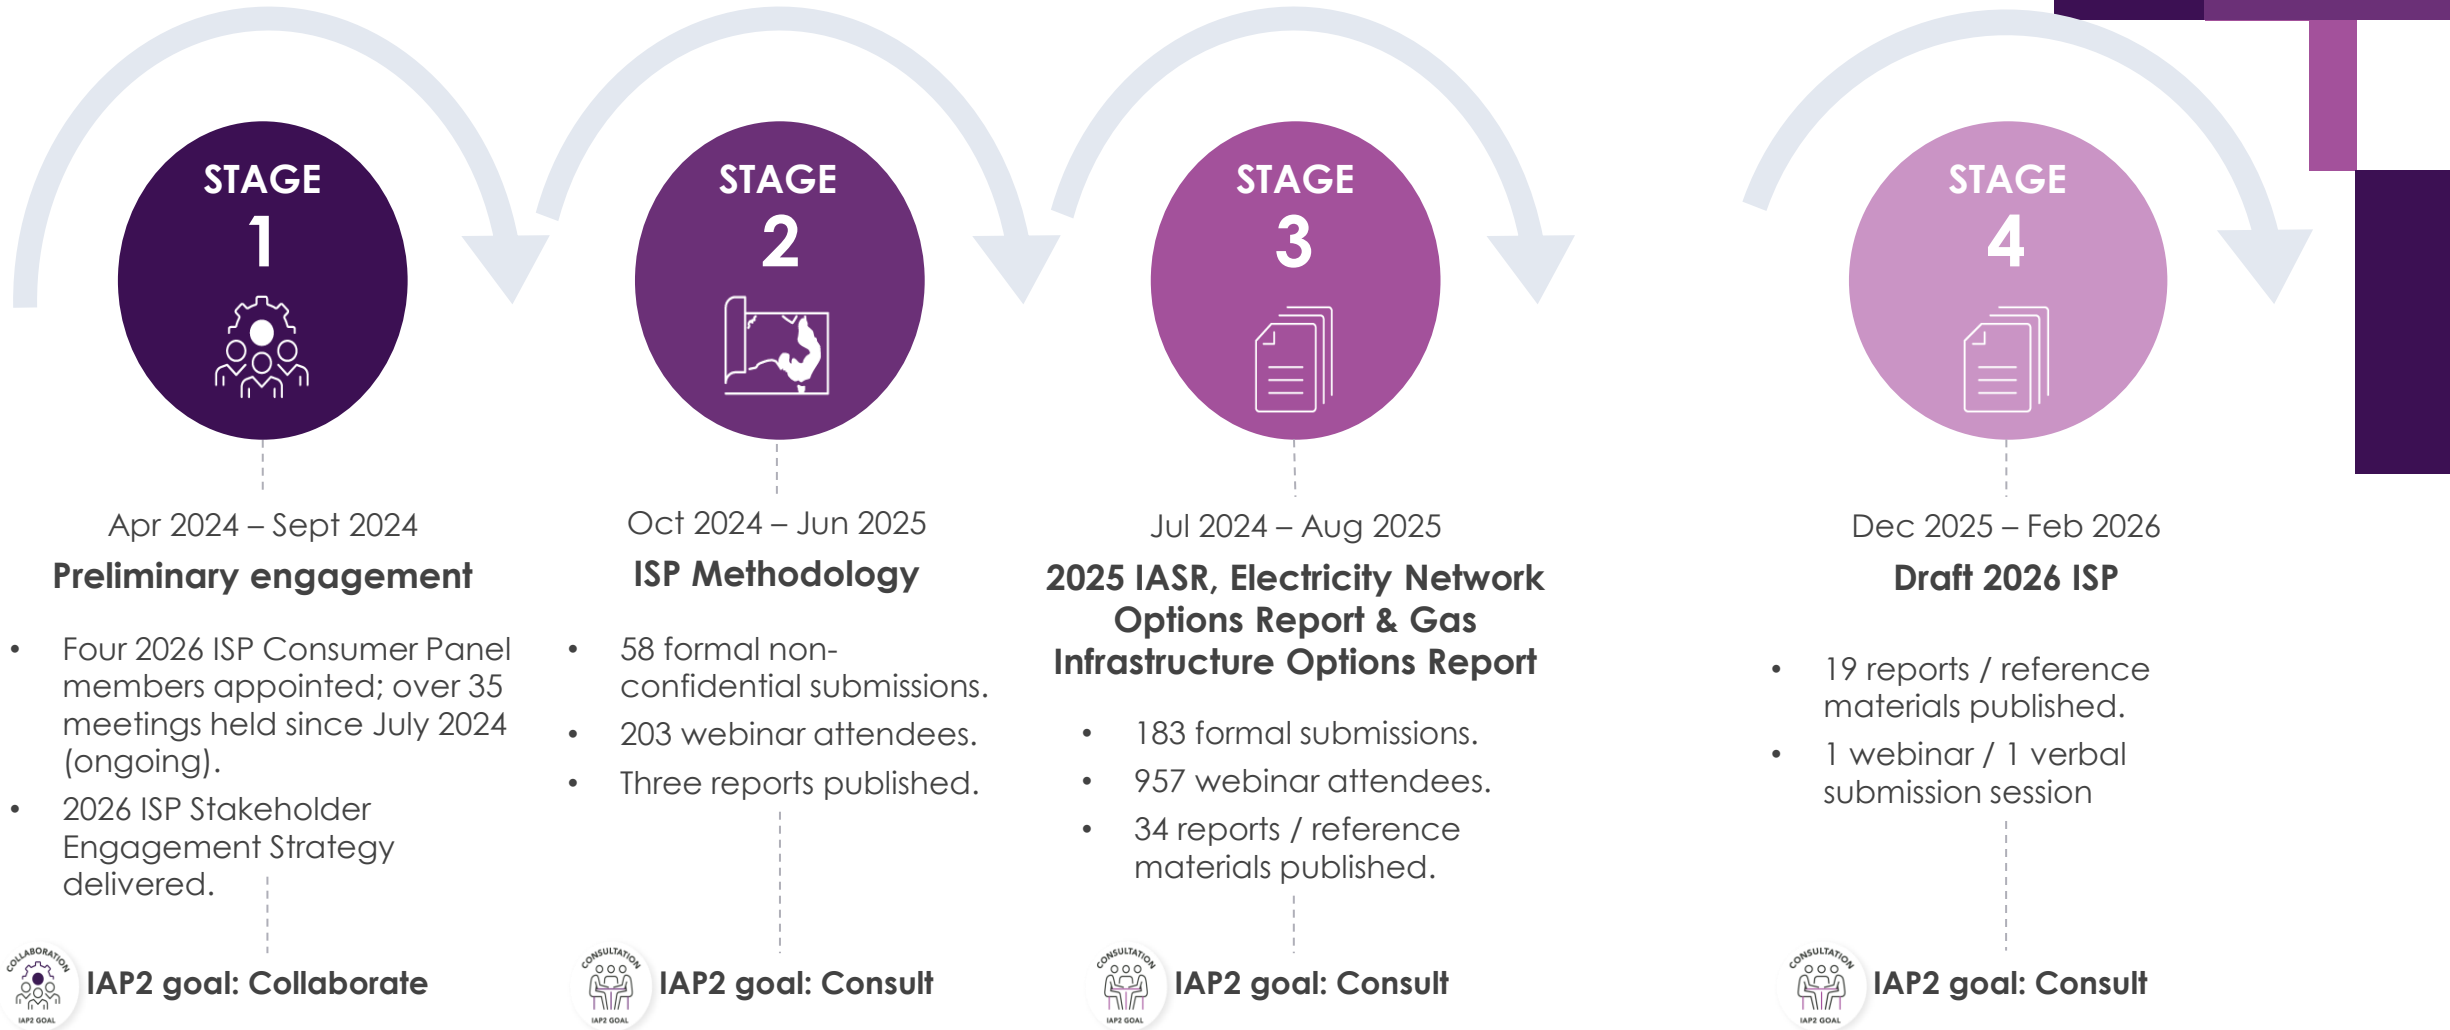 STAGE
1
Apr 2024 – Sept 2024
Preliminary engagement
• Four 2026 ISP Consumer Panel
members appointed; over 35
meetings held since July 2024
(ongoing).
• 2026 ISP Stakeholder
Engagement Strategy
delivered.
COLLABORATION
IAP2 GOAL
IAP2 goal: Collaborate
STAGE
2
Oct 2024 – Jun 2025
ISP Methodology
• 58 formal non-
confidential submissions.
• 203 webinar attendees.
• Three reports published.
CONSULTATION
IAP2 GOAL
IAP2 goal: Consult
STAGE
3
Jul 2024 – Aug 2025
2025 IASR, Electricity Network
Options Report & Gas
Infrastructure Options Report
• 183 formal submissions.
• 957 webinar attendees.
• 34 reports / reference
materials published.
CONSULTATION
IAP2 GOAL
IAP2 goal: Consult
STAGE
4
Dec 2025 – Feb 2026
Draft 2026 ISP
• 19 reports / reference
materials published.
• 1 webinar / 1 verbal
submission session
CONSULTATION
IAP2 GOAL
IAP2 goal: Consult